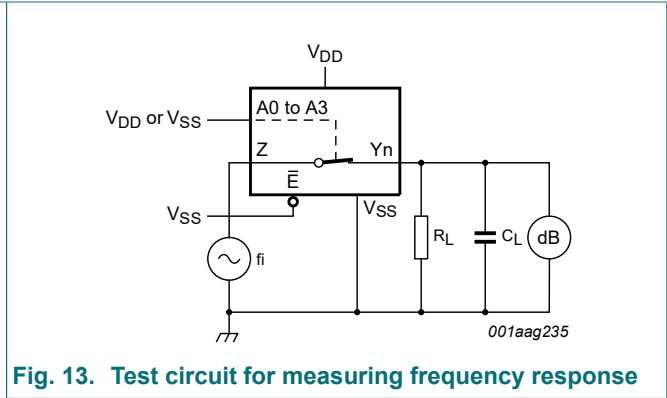 VDD
VDD or VSS
A0 to A3
Z
Yn
E̅
VSS
VSS
RL
CL
dB
fi
001aag235
Fig. 13. Test circuit for measuring frequency response